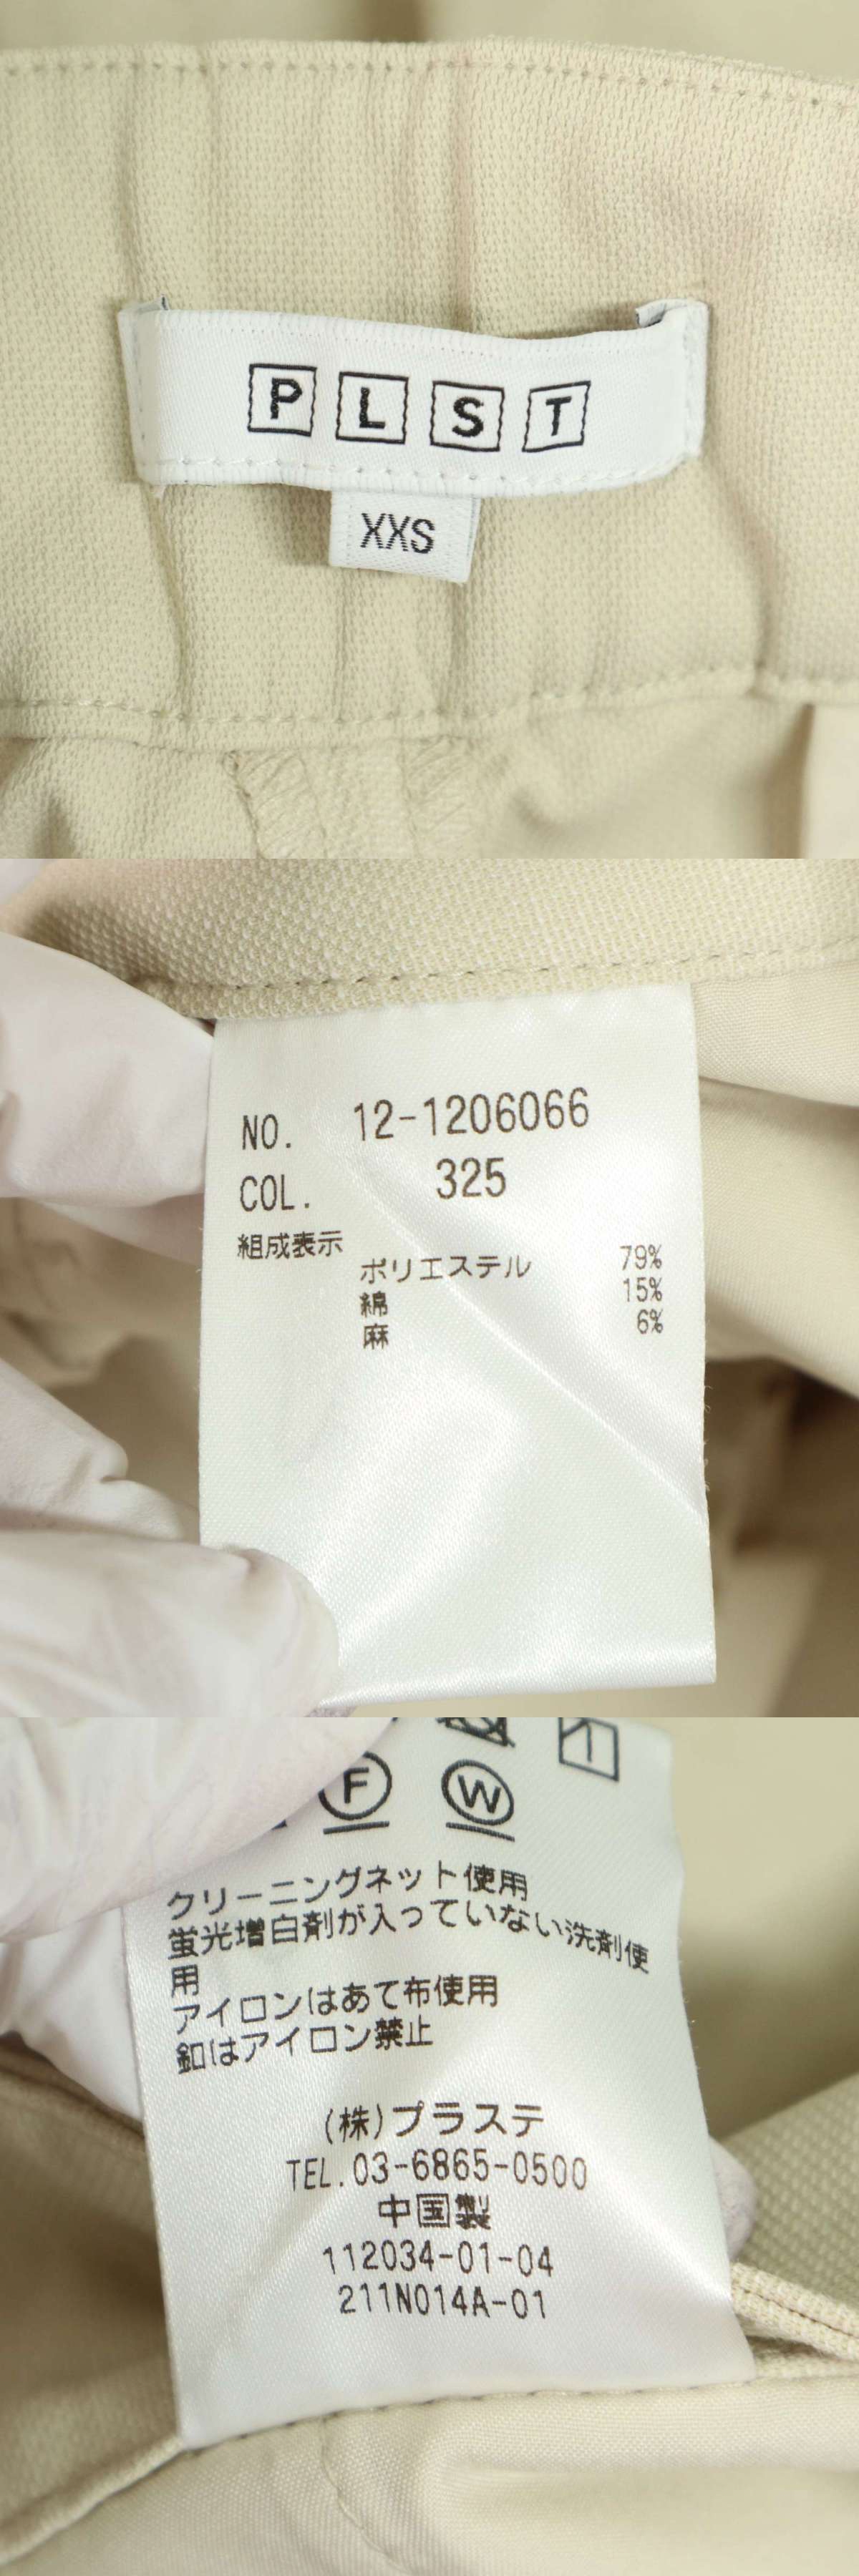 PLST
XXS
NO. 12-1206066
COL. 325
組成表示
ポリエステル 79%
綿 15%
麻 6%
F W
クリーニングネット使用
蛍光増白剤が入っていない洗剤使
用
アイロンはあて布使用
釦はアイロン禁止
(株)プラステ
TEL.03-6865-0500
中国製
112034-01-04
211N014A-01